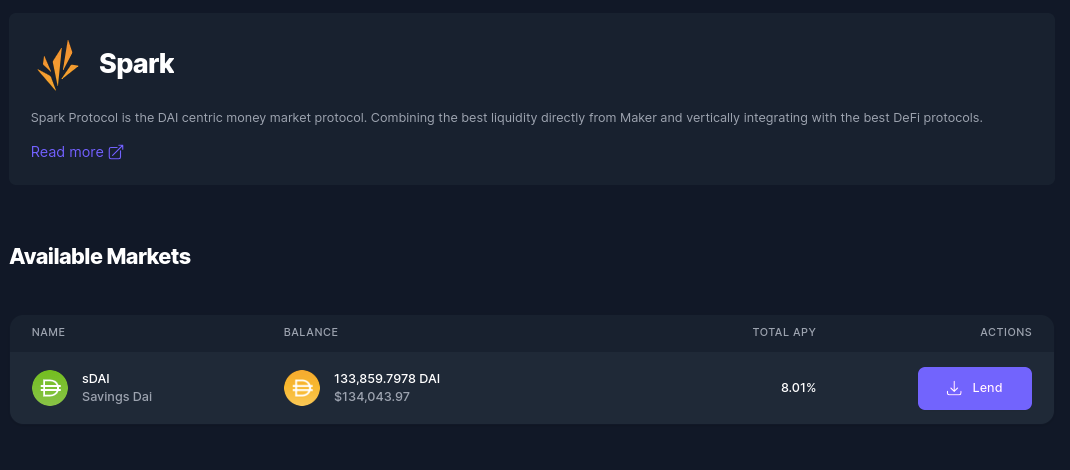 Spark
Spark Protocol is the DAI centric money market protocol. Combining the best liquidity directly from Maker and vertically integrating with the best DeFi protocols.
Read more
Available Markets
NAME BALANCE TOTAL APY ACTIONS
sDAI 133,859.7978 DAI
Savings Dai $134,043.97
8.01% Lend